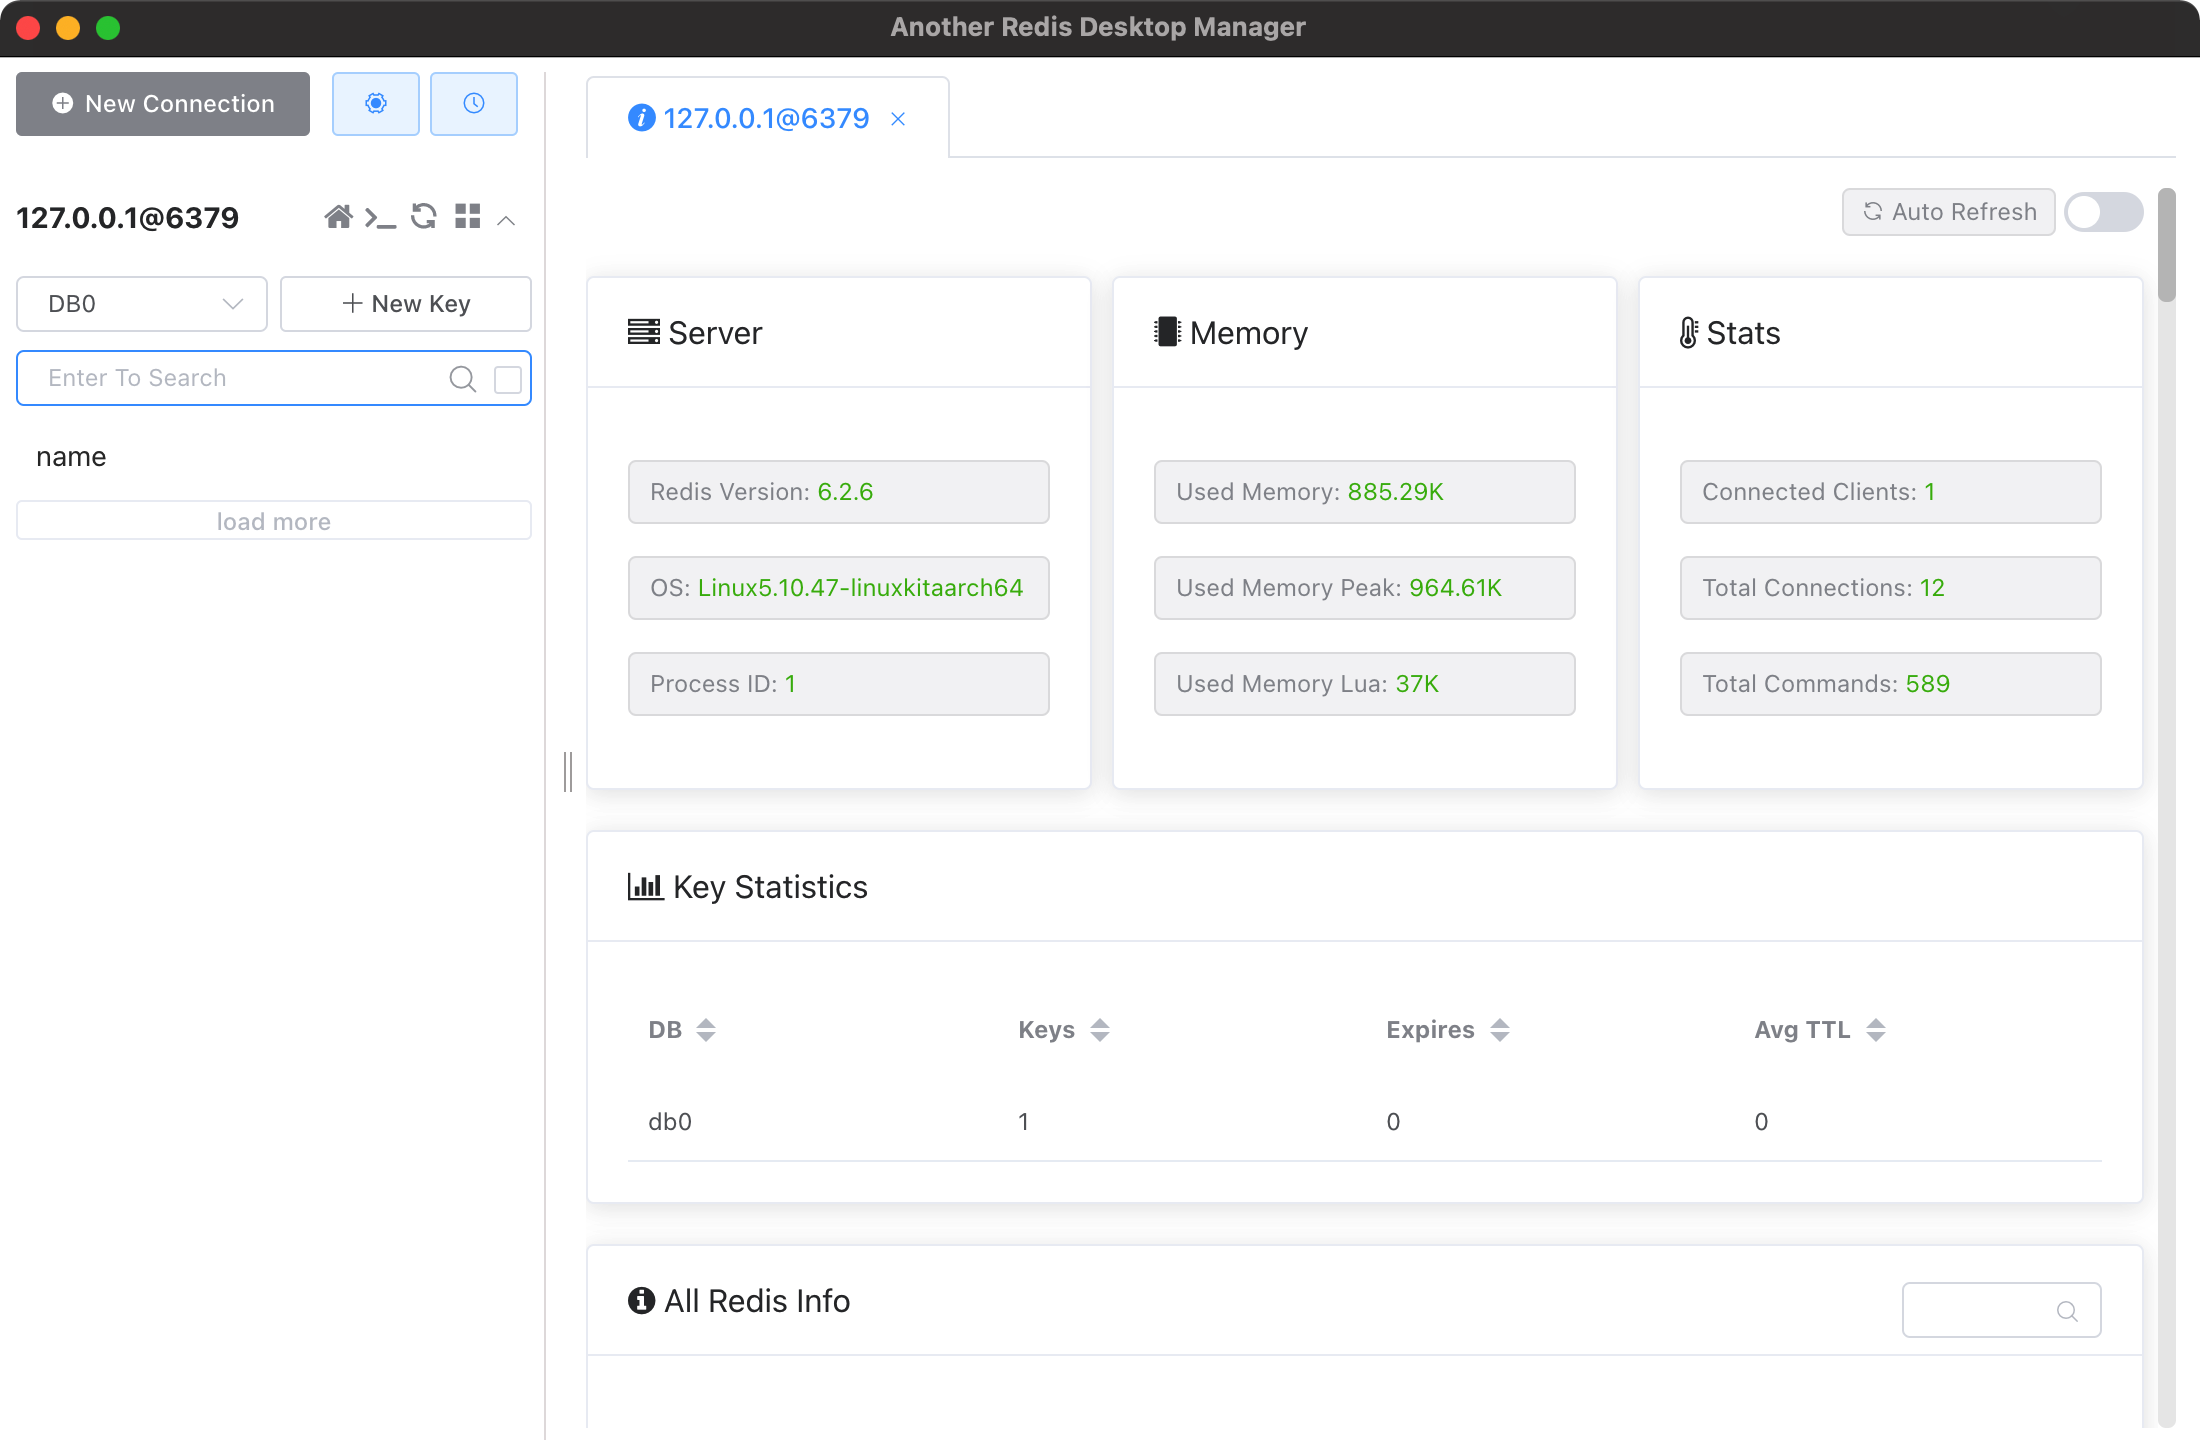 Another Redis Desktop Manager
New Connection
127.0.0.1@6379
DB0
New Key
Enter To Search
name
load more
127.0.0.1@6379
Auto Refresh
Server
Redis Version: 6.2.6
OS: Linux5.10.47-linuxkitaarch64
Process ID: 1
Memory
Used Memory: 885.29K
Used Memory Peak: 964.61K
Used Memory Lua: 37K
Stats
Connected Clients: 1
Total Connections: 12
Total Commands: 589
Key Statistics
DB Keys Expires Avg TTL
db0 1 0 0
All Redis Info